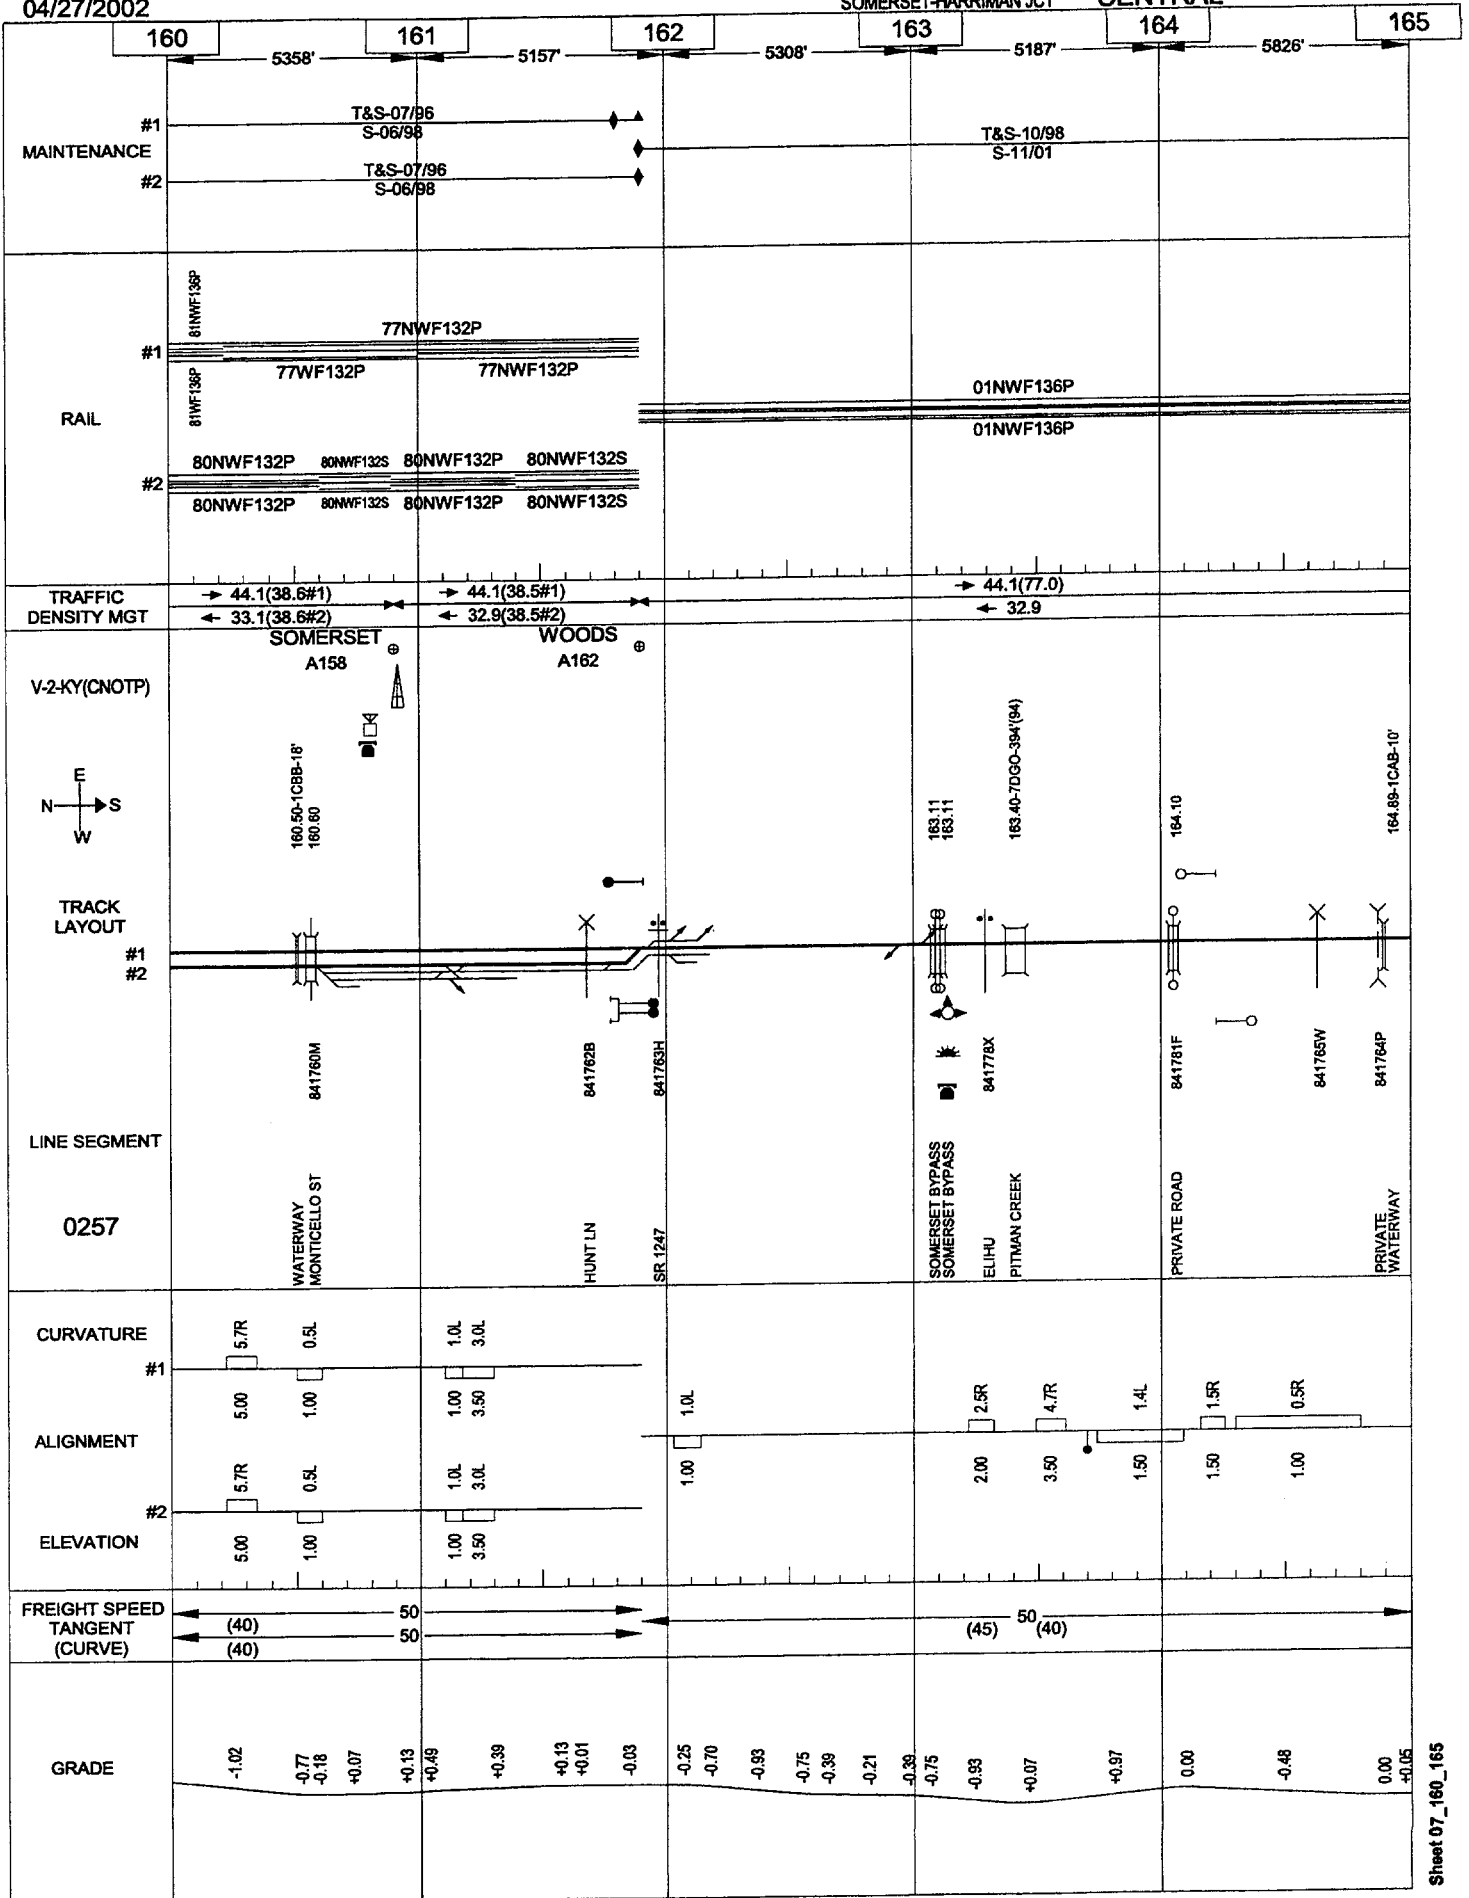 04/27/2002
SOMERSET-HARRIMAN JCT CENTRAL
160 161 162 163 164 165
5358' 5157' 5308' 5187' 5826'
MAINTENANCE
#1
T&S-07/96
S-06/98
T&S-10/98
S-11/01
#2
T&S-07/96
S-06/98
RAIL
81NWF136P
77NWF132P
#1
77WF132P 77NWF132P
81WF136P
01NWF136P
01NWF136P
80NWF132P 80NWF132S 80NWF132P 80NWF132S
#2
80NWF132P 80NWF132S 80NWF132P 80NWF132S
TRAFFIC
DENSITY MGT
44.1(38.6#1) 44.1(38.5#1) 44.1(77.0)
33.1(38.6#2) 32.9(38.5#2) 32.9
SOMERSET
A158
WOODS
A162
V-2-KY(CNOTP)
E
N S
W
160.50-1CBB-18'
160.60
163.11
163.11
163.40-7DGO-394'(94)
164.10
164.89-1CAB-10'
TRACK
LAYOUT
#1
#2
841760M
841762B
841763H
841778X
841781F
841765W
841764P
LINE SEGMENT
0257
WATERWAY
MONTICELLO ST
HUNT LN
SR 1247
SOMERSET BYPASS
SOMERSET BYPASS
ELIHU
PITMAN CREEK
PRIVATE ROAD
PRIVATE
WATERWAY
CURVATURE
#1
5.7R 0.5L 1.0L 3.0L
5.00 1.00 1.00 3.50
ALIGNMENT
1.0L 2.5R 4.7R 1.4L 1.5R 0.5R
1.00 2.00 3.50 1.50 1.50 1.00
#2
5.7R 0.5L 1.0L 3.0L
5.00 1.00 1.00 3.50
ELEVATION
FREIGHT SPEED
TANGENT
(CURVE)
50
(40)
50
(40)
50
(45) (40)
GRADE
-1.02 -0.77 -0.18 +0.07 +0.13 +0.49 +0.39 +0.13 +0.01 -0.03 -0.25 -0.70 -0.93 -0.75 -0.39 -0.21 -0.39 -0.75 -0.93 +0.07 +0.97 0.00 -0.48 0.00 +0.05
Sheet 07_160_165